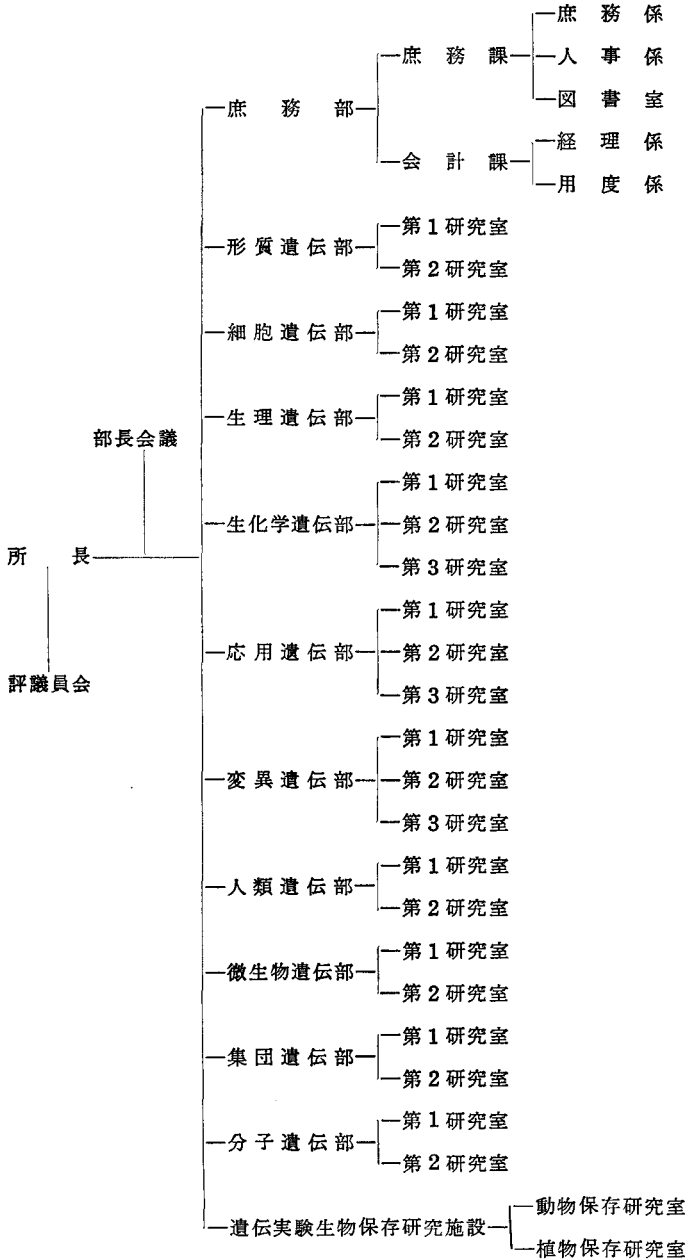 庶務係
庶務課
人事係
図書室
庶務部
経理係
会計課
用度係
形質遺伝部
第1研究室
第2研究室
細胞遺伝部
第1研究室
第2研究室
生理遺伝部
第1研究室
第2研究室
部長会議
生化学遺伝部
第1研究室
第2研究室
第3研究室
所長
評議員会
応用遺伝部
第1研究室
第2研究室
第3研究室
変異遺伝部
第1研究室
第2研究室
第3研究室
人類遺伝部
第1研究室
第2研究室
微生物遺伝部
第1研究室
第2研究室
集団遺伝部
第1研究室
第2研究室
分子遺伝部
第1研究室
第2研究室
遺伝実験生物保存研究施設
動物保存研究室
植物保存研究室